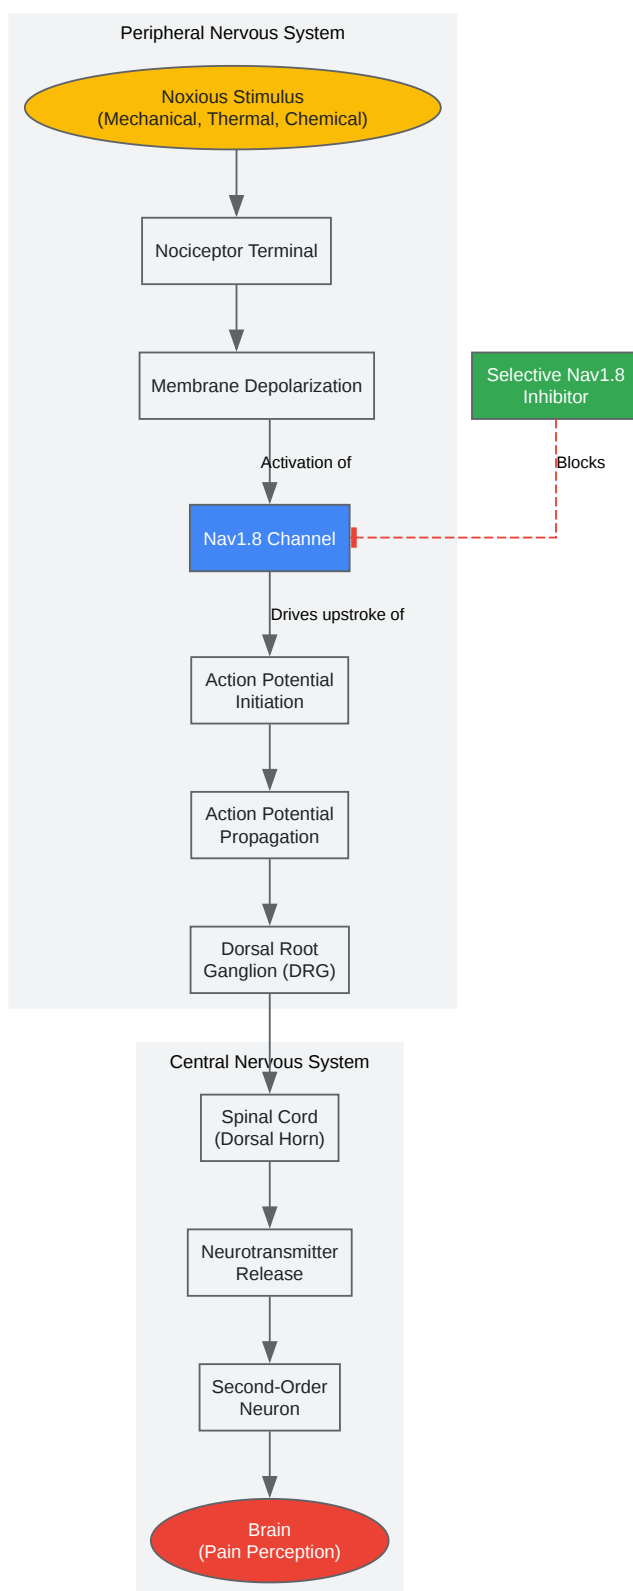 Peripheral Nervous System
Noxious Stimulus
(Mechanical, Thermal, Chemical)
Nociceptor Terminal
Membrane Depolarization
Selective Nav1.8
Inhibitor
Activation of
Blocks
Nav1.8 Channel
Drives upstroke of
Action Potential
Initiation
Action Potential
Propagation
Dorsal Root
Ganglion (DRG)
Central Nervous System
Spinal Cord
(Dorsal Horn)
Neurotransmitter
Release
Second-Order
Neuron
Brain
(Pain Perception)